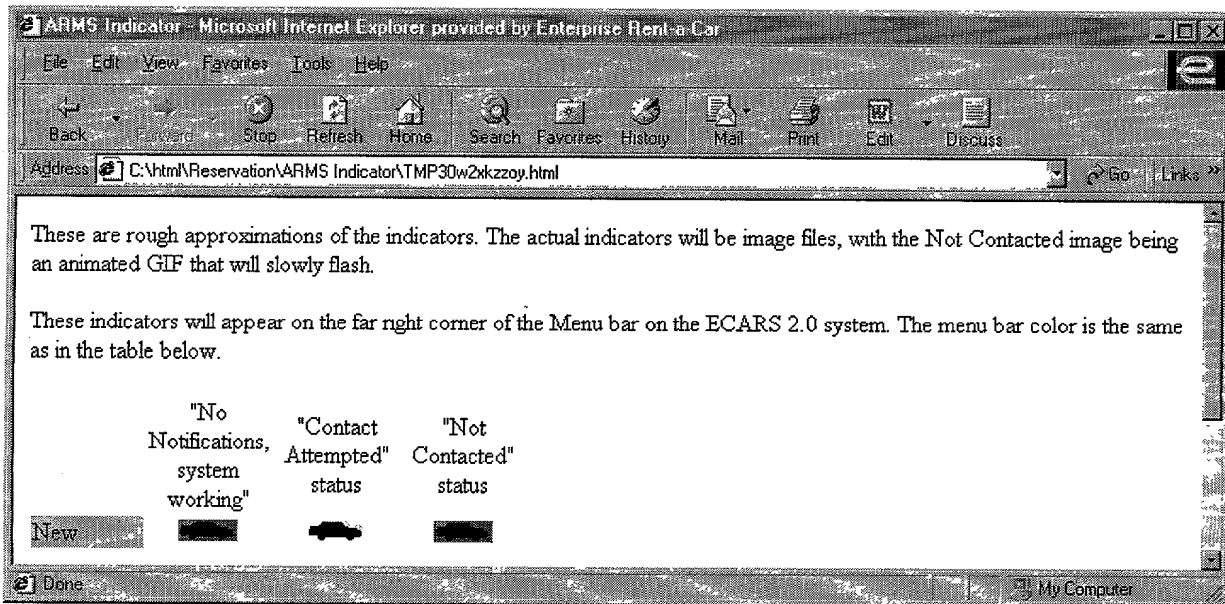 ARMS Indicator - Microsoft Internet Explorer provided by Enterprise Rent-a-Car
File Edit View Favorites Tools Help
Back Forward Stop Refresh Home Search Favorites History Mail Print Edit Discuss
Address C:\html\Reservation\ARMS Indicator\TMP30w2xkzzoy.html Go Links »
These are rough approximations of the indicators. The actual indicators will be image files, with the Not Contacted image being
an animated GIF that will slowly flash.
These indicators will appear on the far right corner of the Menu bar on the ECARS 2.0 system. The menu bar color is the same
as in the table below.
"No
Notifications,
system
working"
"Contact
Attempted"
status
"Not
Contacted"
status
New
Done My Computer